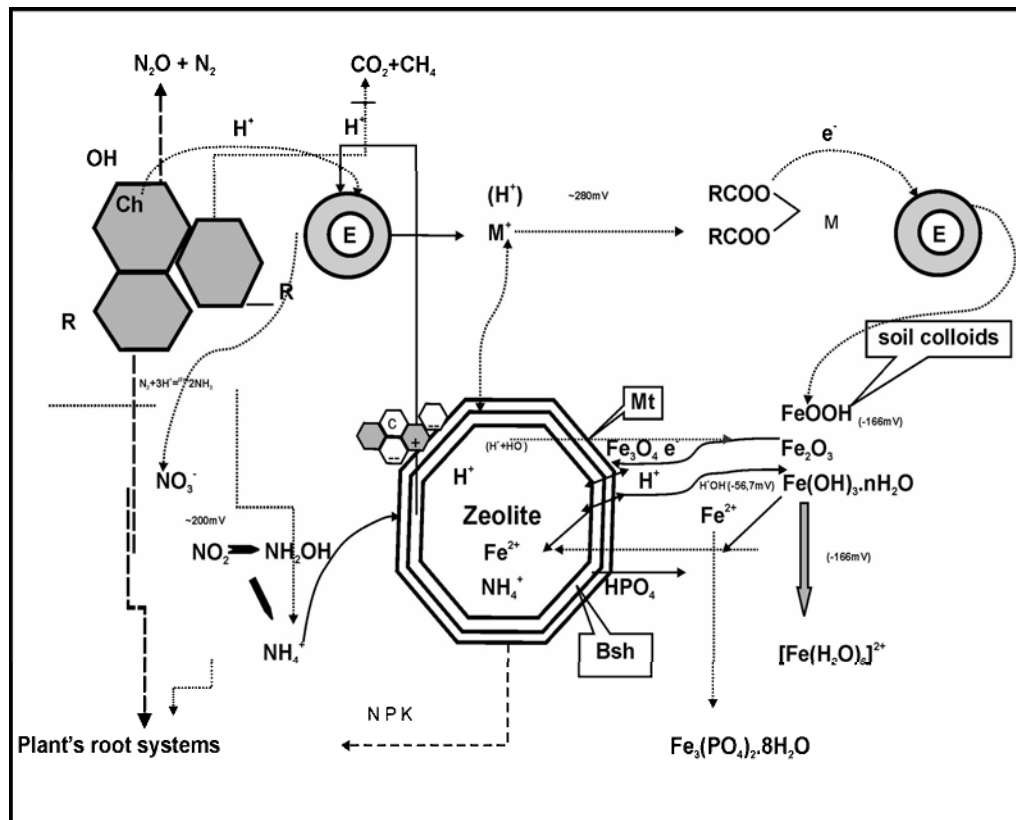 N₂O + N₂
CO₂+CH₄
H⁺
H⁺
e⁻
OH
Ch
(H⁺)
~280mV
RCOO
E
M⁺
M
E
RCOO
R
R
soil colloids
N₂+3H⁺= 2NH₃
Mt
FeOOH (-166mV)
C
--
+
--
(H⁺+HO⁻)
Fe₃O₄ e⁻
Fe₂O₃
NO₃⁻
H⁺
H⁺
H⁺OH⁻(-56,7mV)
Fe(OH)₃.nH₂O
Zeolite
Fe²⁺
~200mV
NO₂⁻
NH₂OH
Fe²⁺
(-166mV)
NH₄⁺
HPO₄
NH₄⁺
Bsh
[Fe(H₂O)₆]²⁺
N P K
Plant's root systems
Fe₃(PO₄)₂.8H₂O